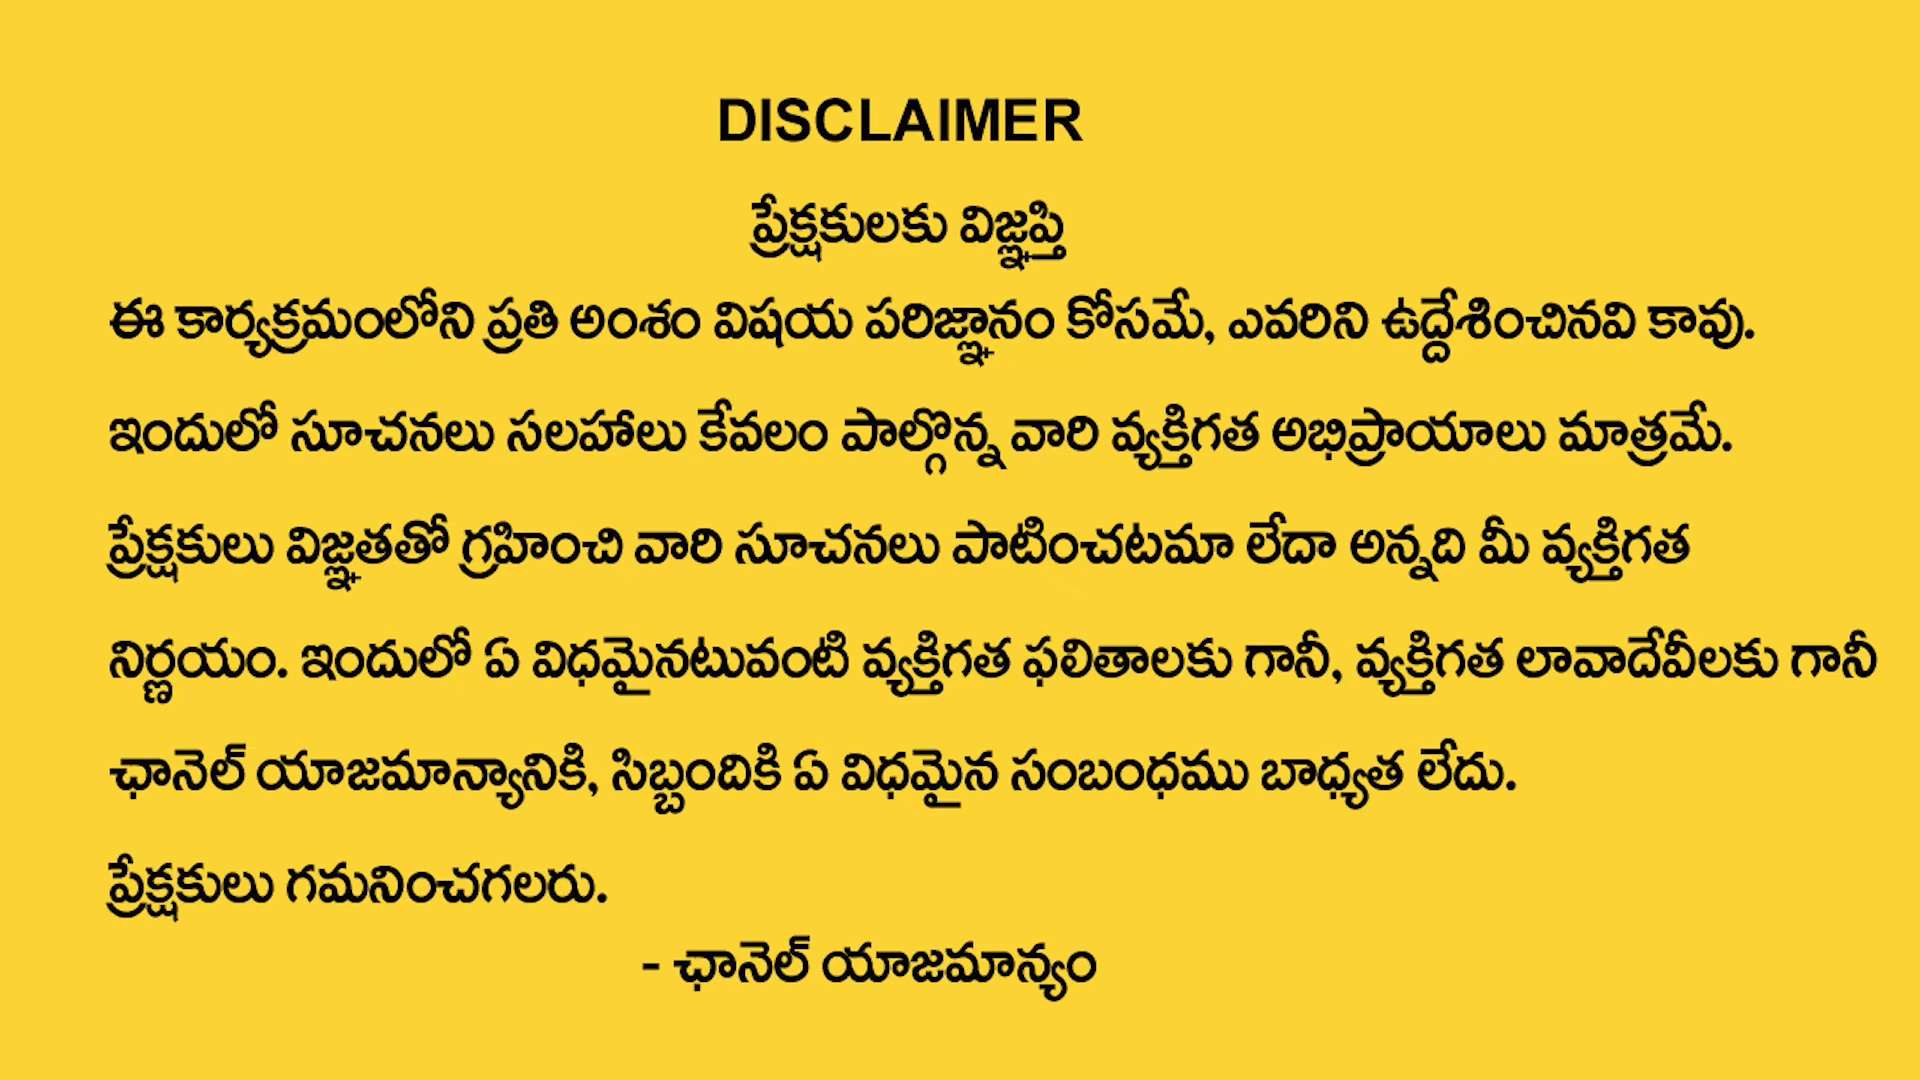 DISCLAIMER
ప్రేక్షకులకు విజ్ఞప్తి
ఈ కార్యక్రమంలోని ప్రతి అంశం విషయ పరిజ్ఞానం కోసమే, ఎవరిని ఉద్దేశించినవి కావు.
ఇందులో సూచనలు సలహాలు కేవలం పాల్గొన్న వారి వ్యక్తిగత అభిప్రాయాలు మాత్రమే.
ప్రేక్షకులు విజ్ఞతతో గ్రహించి వారి సూచనలు పాటించటమా లేదా అన్నది మీ వ్యక్తిగత
నిర్ణయం. ఇందులో ఏ విధమైనటువంటి వ్యక్తిగత ఫలితాలకు గానీ, వ్యక్తిగత లావాదేవీలకు గానీ
ఛానెల్ యాజమాన్యానికి, సిబ్బందికి ఏ విధమైన సంబంధము బాధ్యత లేదు.
ప్రేక్షకులు గమనించగలరు.
- ఛానెల్ యాజమాన్యం